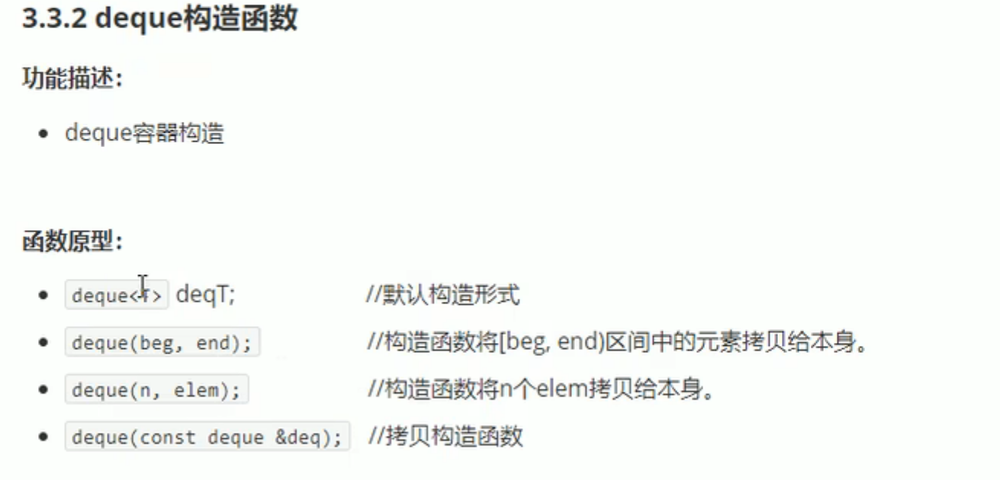 3.3.2 deque构造函数
功能描述：
deque容器构造
函数原型：
deque<T> deqT; //默认构造形式
deque(beg, end); //构造函数将[beg, end)区间中的元素拷贝给本身。
deque(n, elem); //构造函数将n个elem拷贝给本身。
deque(const deque &deq); //拷贝构造函数